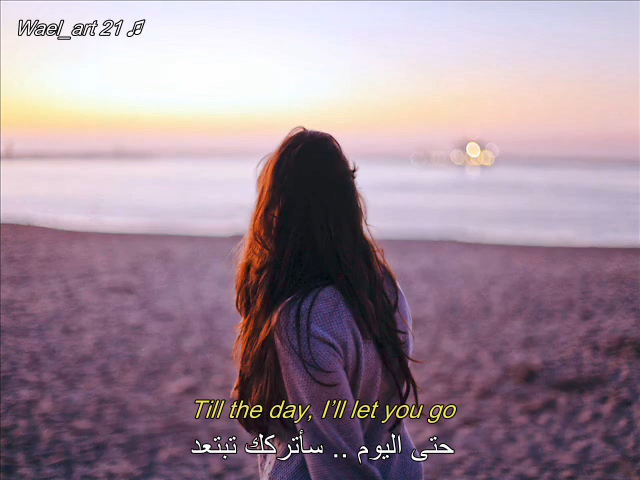 Wael_art 21 ♫
Till the day, I'll let you go
حتى اليوم .. سأتركك تبتعد